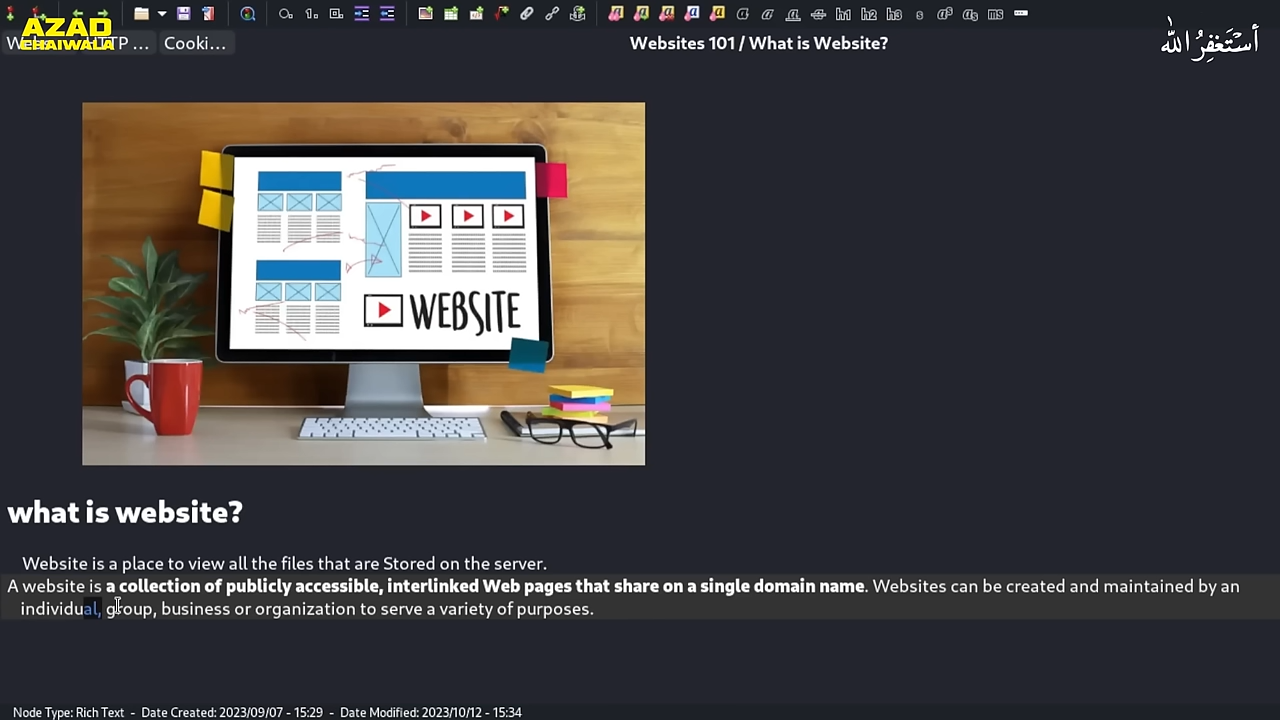 AZAD
CHAIWALA
Cooki...
Websites 101 / What is Website?
أستغفر الله
WEBSITE
what is website?
Website is a place to view all the files that are Stored on the server.
A website is a collection of publicly accessible, interlinked Web pages that share on a single domain name. Websites can be created and maintained by an
individual, group, business or organization to serve a variety of purposes.
Node Type: Rich Text - Date Created: 2023/09/07 - 15:29 - Date Modified: 2023/10/12 - 15:34